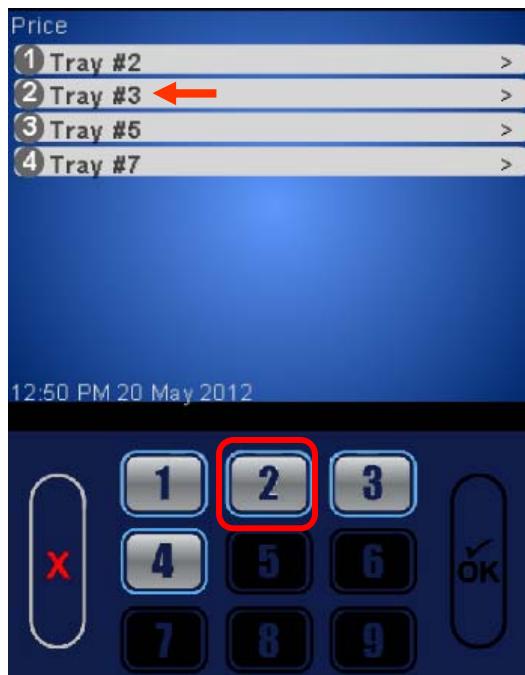 Price
1 Tray #2 >
2 Tray #3 >
3 Tray #5 >
4 Tray #7 >
12:50 PM 20 May 2012
1 2 3
X 4 5 6 OK
7 8 9